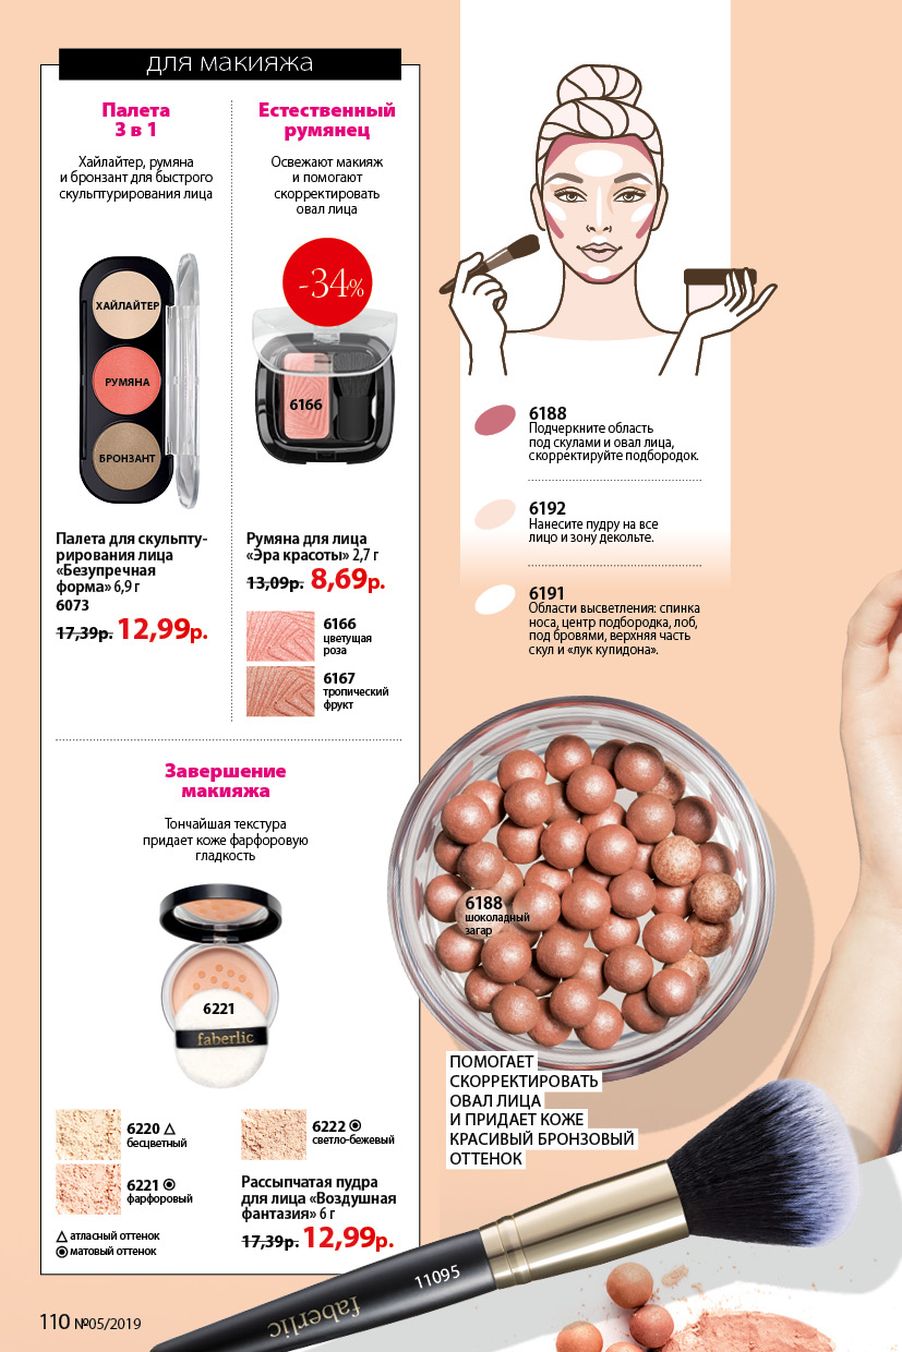 для макияжа
Палета
3 в 1
Хайлайтер, румяна
и бронзант для быстрого
скульптурирования лица
ХАЙЛАЙТЕР
РУМЯНА
БРОНЗАНТ
Палета для скульпту-
рирования лица
«Безупречная
форма» 6,9 г
6073
17,39р. 12,99р.
Естественный
румянец
Освежают макияж
и помогают
скорректировать
овал лица
-34%
6166
Румяна для лица
«Эра красоты» 2,7 г
13,09р. 8,69р.
6166
цветущая
роза
6167
тропический
фрукт
Завершение
макияжа
Тончайшая текстура
придает коже фарфоровую
гладкость
6221
faberlic
6220 △
бесцветный
6221 ◉
фарфоровый
△ атласный оттенок
◉ матовый оттенок
6222 ◉
светло-бежевый
Рассыпчатая пудра
для лица «Воздушная
фантазия» 6 г
17,39р. 12,99р.
6188
Подчеркните область
под скулами и овал лица,
скорректируйте подбородок.
6192
Нанесите пудру на все
лицо и зону декольте.
6191
Области высветления: спинка
носа, центр подбородка, лоб,
под бровями, верхняя часть
скул и «лук купидона».
6188
шоколадный
загар
ПОМОГАЕТ
СКОРРЕКТИРОВАТЬ
ОВАЛ ЛИЦА
И ПРИДАЕТ КОЖЕ
КРАСИВЫЙ БРОНЗОВЫЙ
ОТТЕНОК
11095
faberlic
110 №05/2019